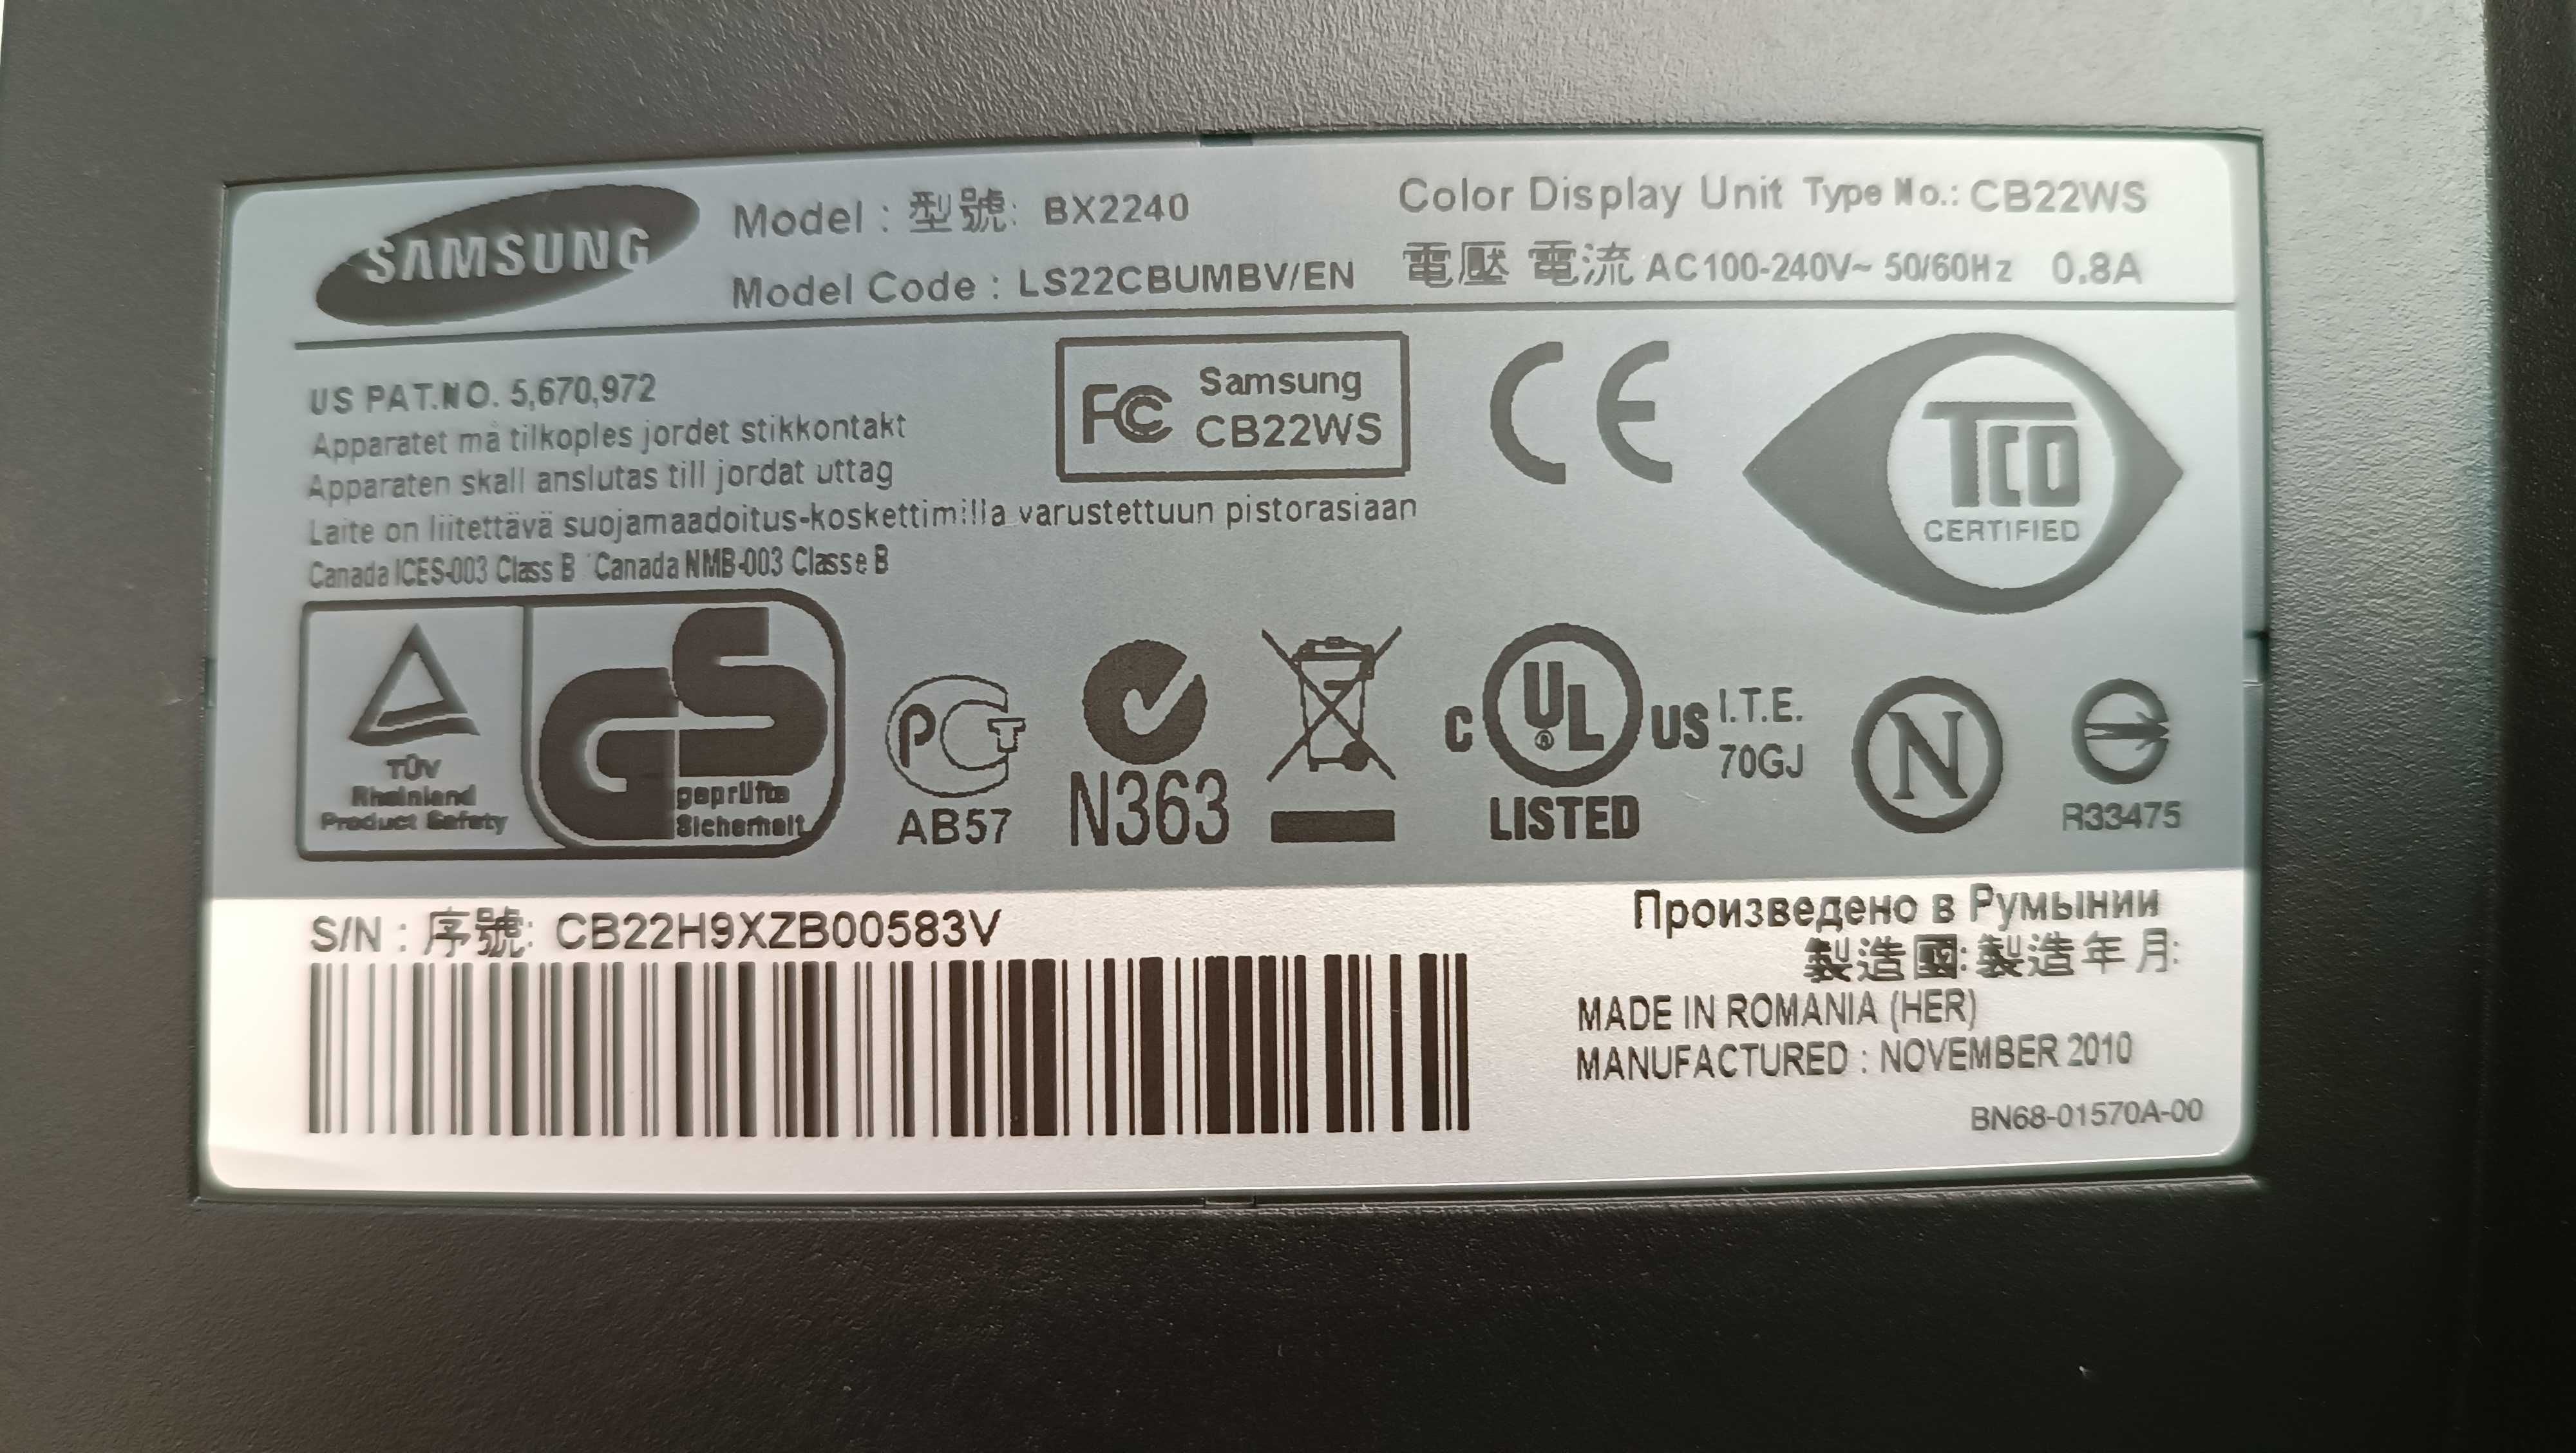 SAMSUNG
Model : 型號: BX2240
Model Code : LS22CBUMBV/EN
Color Display Unit Type No.: CB22WS
電壓 電流 AC100-240V~ 50/60Hz 0.8A
US PAT.NO. 5,670,972
Apparatet må tilkoples jordet stikkontakt
Apparaten skall anslutas till jordat uttag
Laite on liitettävä suojamaadoitus-koskettimilla varustettuun pistorasiaan
Canada ICES-003 Class B Canada NMB-003 Classe B
FC Samsung
CB22WS
CE
TCO
CERTIFIED
TÜV
Rheinland
Product Safety
GS
geprüfte
Sicherheit
PCT
AB57
N363
C UL US
®
LISTED
I.T.E.
70GJ
N
R33475
S/N : 序號: CB22H9XZB00583V
Произведено в Румынии
製造國: 製造年月:
MADE IN ROMANIA (HER)
MANUFACTURED : NOVEMBER 2010
BN68-01570A-00